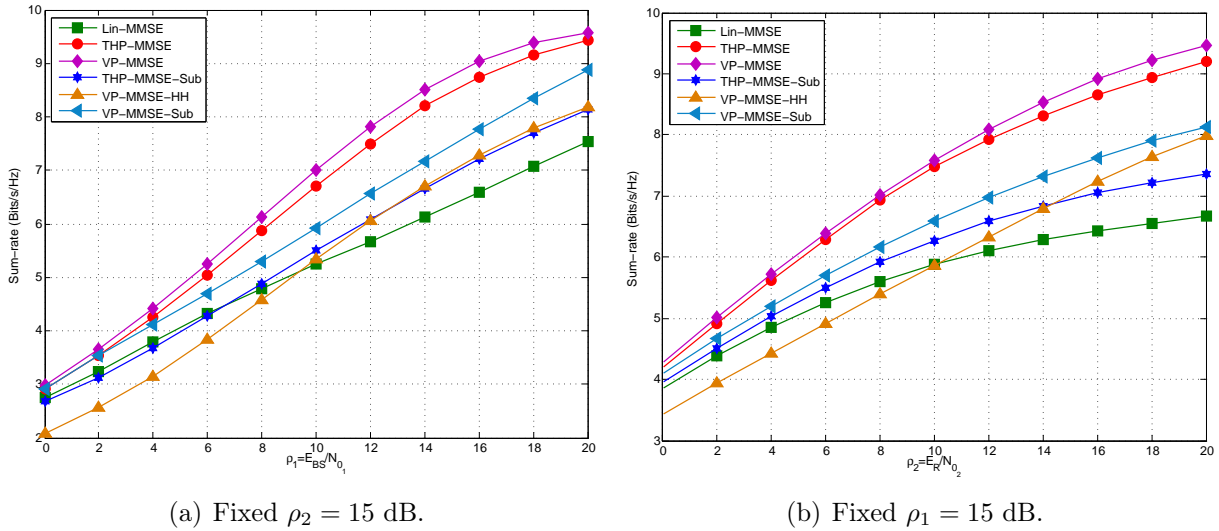 10
9
8
7
6
5
4
3
2
0 2 4 6 8 10 12 14 16 18 20
Sum−rate (Bits/s/Hz)
ρ₁=E_BS/N_0₁
Lin−MMSE
THP−MMSE
VP−MMSE
THP−MMSE−Sub
VP−MMSE−HH
VP−MMSE−Sub
(a) Fixed ρ₂ = 15 dB.
10
9
8
7
6
5
4
3
0 2 4 6 8 10 12 14 16 18 20
Sum−rate (Bits/s/s/Hz)
ρ₂=E_R/N_0₂
Lin−MMSE
THP−MMSE
VP−MMSE
THP−MMSE−Sub
VP−MMSE−HH
VP−MMSE−Sub
(b) Fixed ρ₁ = 15 dB.